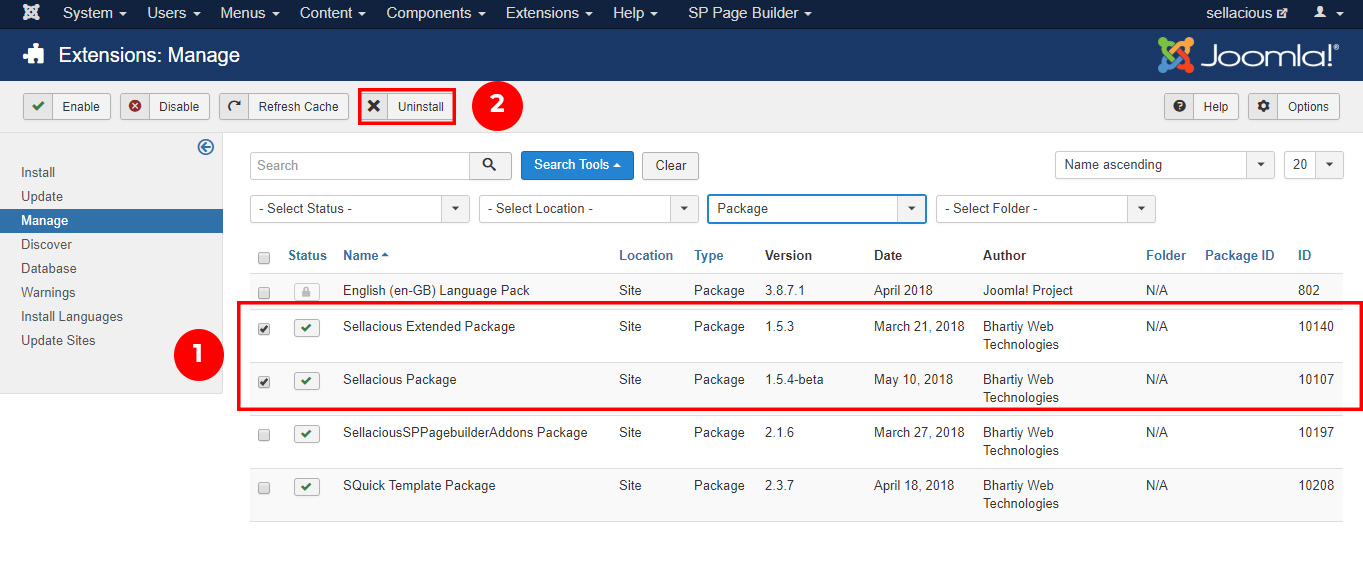 System Users Menus Content Components Extensions Help SP Page Builder sellacious
Extensions: Manage Joomla!®
Enable Disable Refresh Cache Uninstall 2 Help Options
Install
Update
Manage
Discover
Database
Warnings
Install Languages
Update Sites
1
Search Search Tools Clear Name ascending 20
- Select Status - - Select Location - Package - Select Folder -
Status Name Location Type Version Date Author Folder Package ID ID
English (en-GB) Language Pack Site Package 3.8.7.1 April 2018 Joomla! Project N/A 802
Sellacious Extended Package Site Package 1.5.3 March 21, 2018 Bhartiy Web N/A 10140
Technologies
Sellacious Package Site Package 1.5.4-beta May 10, 2018 Bhartiy Web N/A 10107
Technologies
SellaciousSPPagebuilderAddons Package Site Package 2.1.6 March 27, 2018 Bhartiy Web N/A 10197
Technologies
SQuick Template Package Site Package 2.3.7 April 18, 2018 Bhartiy Web N/A 10208
Technologies